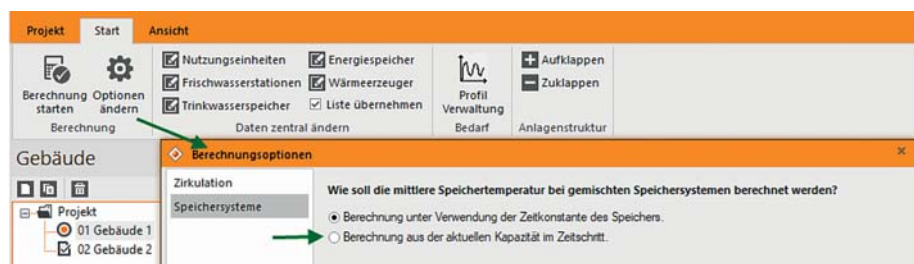 Projekt Start Ansicht
Berechnung starten
Optionen ändern
Berechnung
Nutzungseinheiten
Frischwasserstationen
Trinkwasserspeicher
Energiespeicher
Wärmeerzeuger
Liste übernehmen
Daten zentral ändern
Profil Verwaltung
Bedarf
Aufklappen
Zuklappen
Anlagenstruktur
Gebäude
Projekt
01 Gebäude 1
02 Gebäude 2
Berechnungsoptionen
Zirkulation
Speichersysteme
Wie soll die mittlere Speichertemperatur bei gemischten Speichersystemen berechnet werden?
Berechnung unter Verwendung der Zeitkonstante des Speichers.
Berechnung aus der aktuellen Kapazität im Zeitschritt.